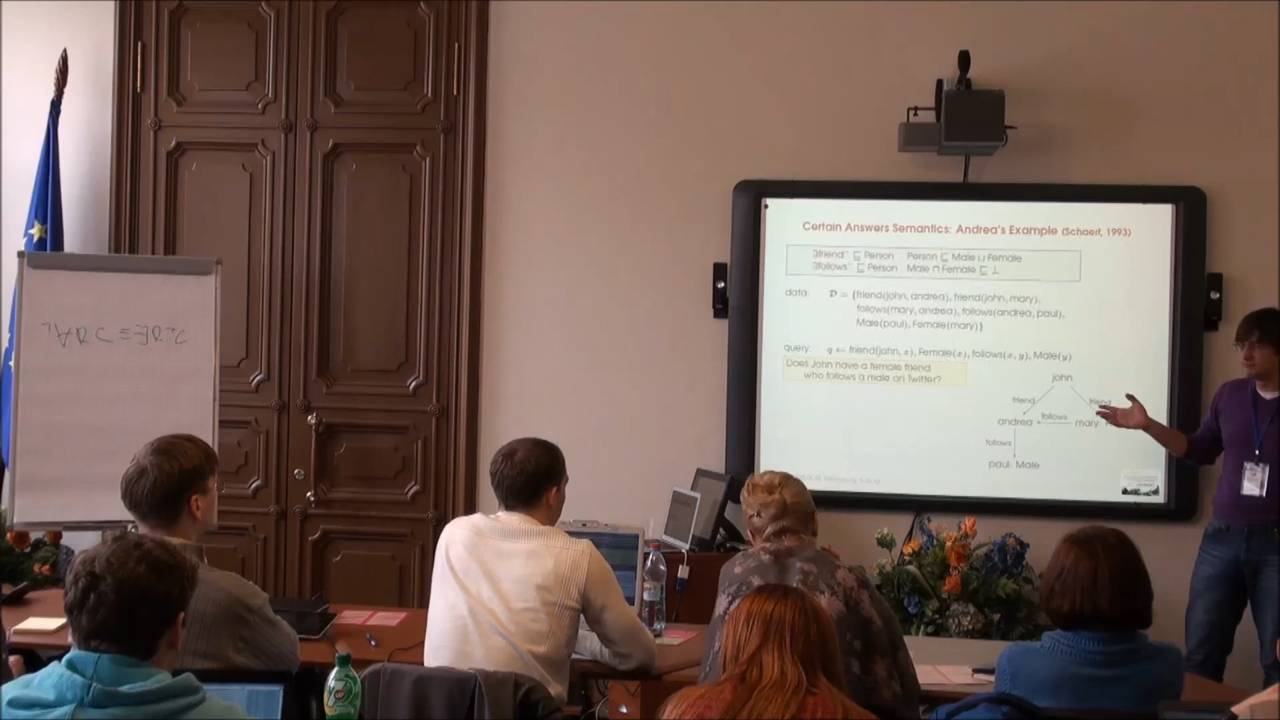 Certain Answers Semantics: Andrea's Example (Schaerf, 1993)
∃friend⁻ ⊑ Person Person ⊑ Male ⊔ Female
∃follows⁻ ⊑ Person Male ⊓ Female ⊑ ⊥
data: D = {friend(john, andrea), friend(john, mary),
follows(mary, andrea), follows(andrea, paul),
Male(paul), Female(mary)}
query: q ← friend(john, x), Female(x), follows(x, y), Male(y)
Does John have a female friend
who follows a male on Twitter?
john
friend friend
andrea follows mary
follows
paul: Male